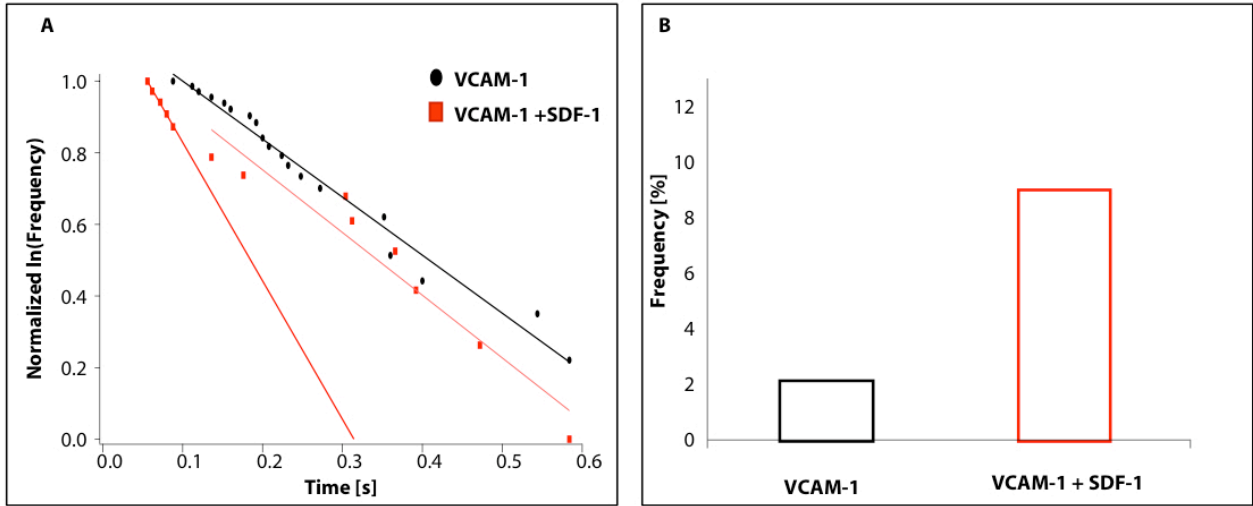 A
VCAM-1
VCAM-1 +SDF-1
Normalized ln(Frequency)
1.0
0.8
0.6
0.4
0.2
0.0
0.0 0.1 0.2 0.3 0.4 0.5 0.6
Time [s]
B
Frequency [%]
12
10
8
6
4
2
0
VCAM-1
VCAM-1 + SDF-1